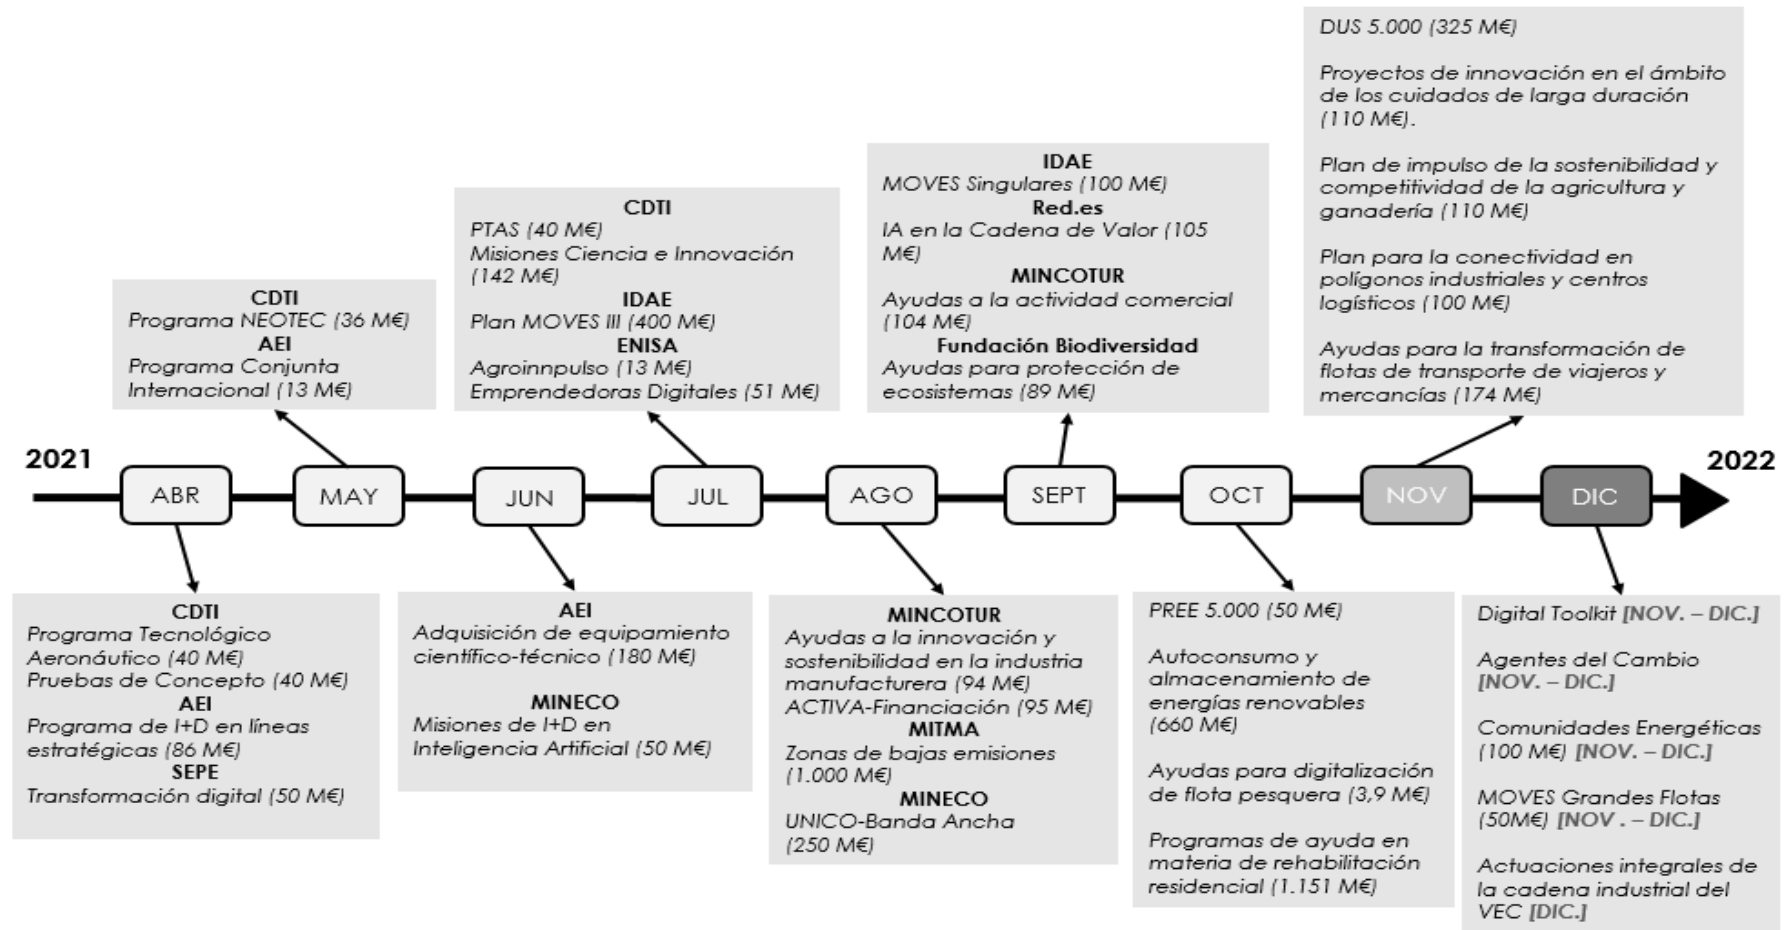 DUS 5.000 (325 M€)
Proyectos de innovación en el ámbito
de los cuidados de larga duración
(110 M€).
Plan de impulso de la sostenibilidad y
competitividad de la agricultura y
ganadería (110 M€)
Plan para la conectividad en
polígonos industriales y centros
logísticos (100 M€)
Ayudas para la transformación de
flotas de transporte de viajeros y
mercancías (174 M€)
IDAE
MOVES Singulares (100 M€)
Red.es
IA en la Cadena de Valor (105
M€)
MINCOTUR
Ayudas a la actividad comercial
(104 M€)
Fundación Biodiversidad
Ayudas para protección de
ecosistemas (89 M€)
CDTI
PTAS (40 M€)
Misiones Ciencia e Innovación
(142 M€)
IDAE
Plan MOVES III (400 M€)
ENISA
Agroinnpulso (13 M€)
Emprendedoras Digitales (51 M€)
CDTI
Programa NEOTEC (36 M€)
AEI
Programa Conjunta
Internacional (13 M€)
2021
2022
ABR
MAY
JUN
JUL
AGO
SEPT
OCT
NOV
DIC
CDTI
Programa Tecnológico
Aeronáutico (40 M€)
Pruebas de Concepto (40 M€)
AEI
Programa de I+D en líneas
estratégicas (86 M€)
SEPE
Transformación digital (50 M€)
AEI
Adquisición de equipamiento
científico-técnico (180 M€)
MINECO
Misiones de I+D en
Inteligencia Artificial (50 M€)
MINCOTUR
Ayudas a la innovación y
sostenibilidad en la industria
manufacturera (94 M€)
ACTIVA-Financiación (95 M€)
MITMA
Zonas de bajas emisiones
(1.000 M€)
MINECO
UNICO-Banda Ancha
(250 M€)
PREE 5.000 (50 M€)
Autoconsumo y
almacenamiento de
energías renovables
(660 M€)
Ayudas para digitalización
de flota pesquera (3,9 M€)
Programas de ayuda en
materia de rehabilitación
residencial (1.151 M€)
Digital Toolkit [NOV. – DIC.]
Agentes del Cambio
[NOV. – DIC.]
Comunidades Energéticas
(100 M€) [NOV. – DIC.]
MOVES Grandes Flotas
(50M€) [NOV . – DIC.]
Actuaciones integrales de
la cadena industrial del
VEC [DIC.]